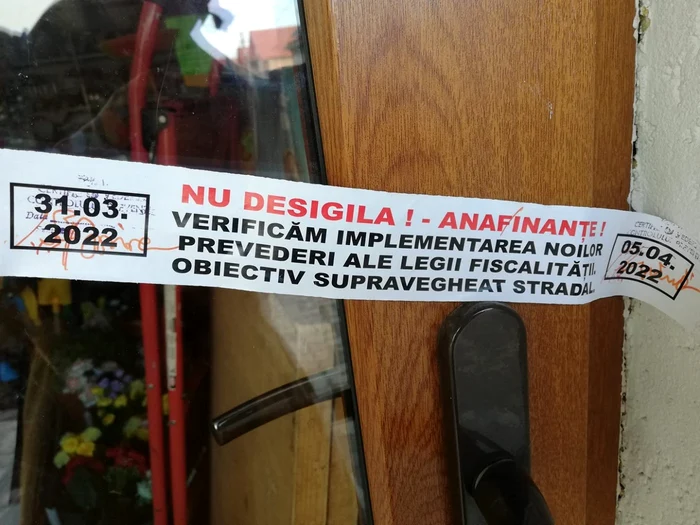 31.03.
2022
NU DESIGILA ! - ANAFINANȚE !
VERIFICĂM IMPLEMENTAREA NOILOR
PREVEDERI ALE LEGII FISCALITĂȚII.
OBIECTIV SUPRAVEGHEAT STRADAL
05.04.
2022